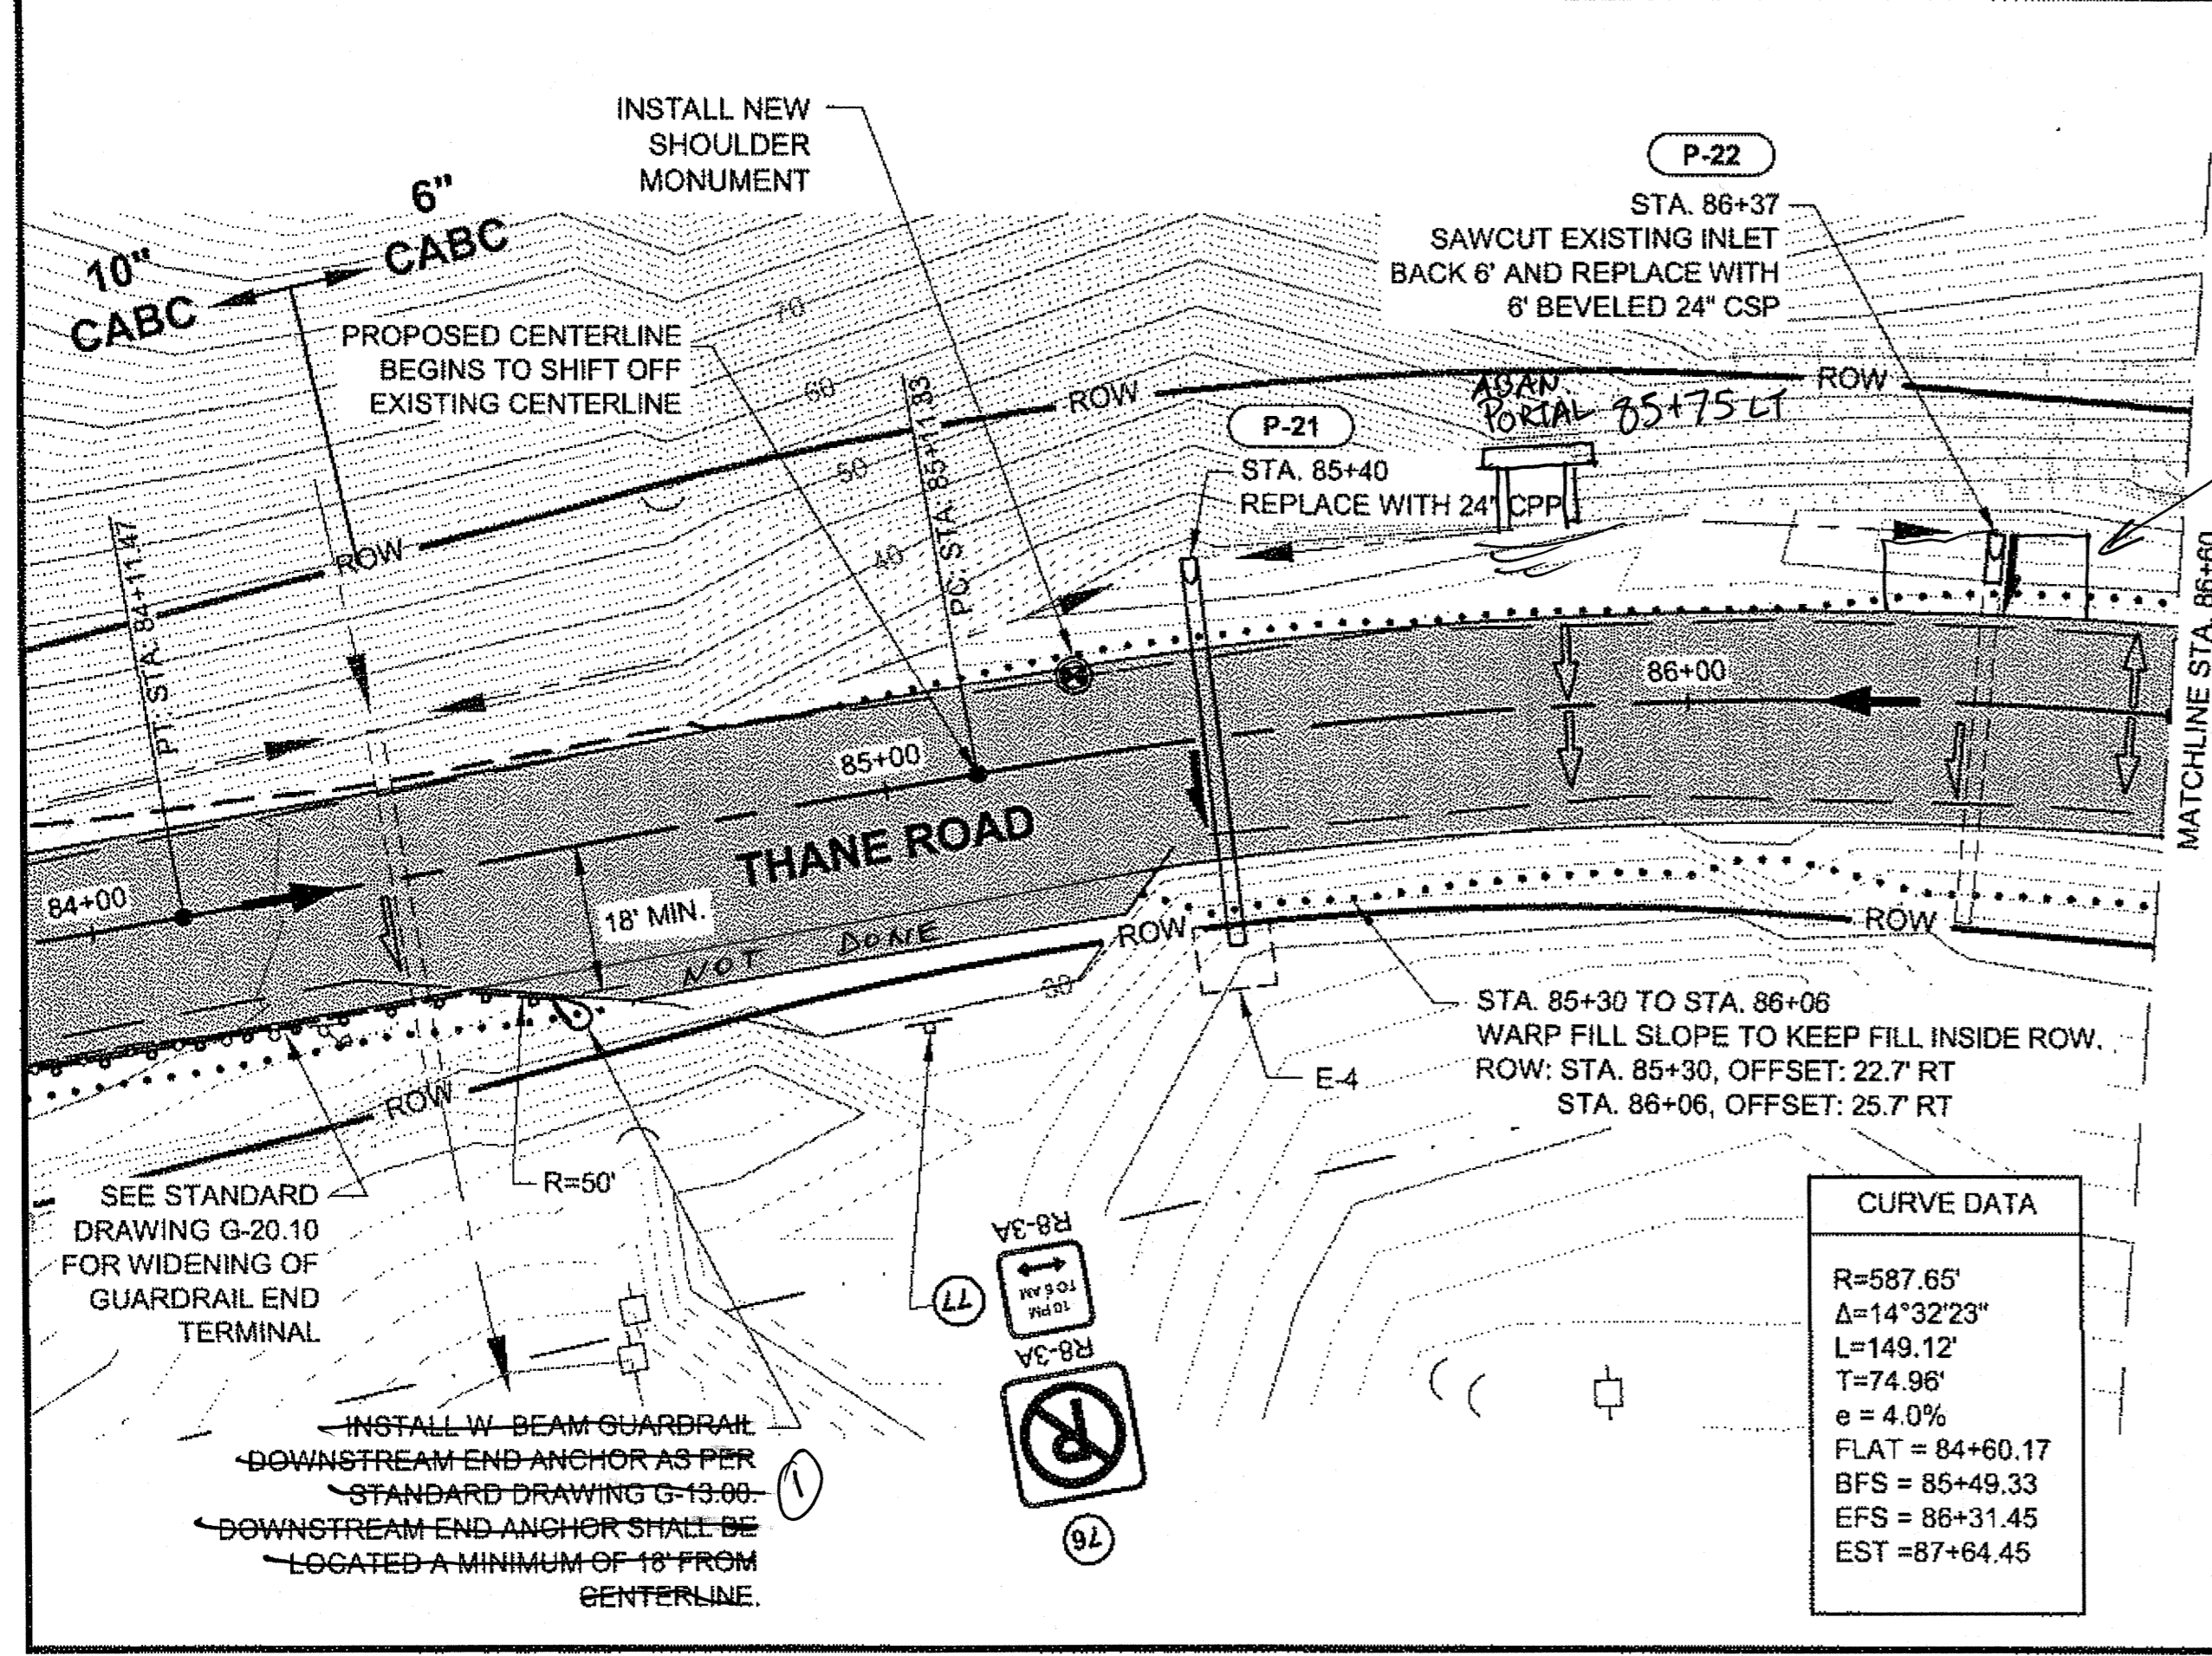 INSTALL NEW
SHOULDER
MONUMENT
P-22
STA. 86+37
SAWCUT EXISTING INLET
BACK 6' AND REPLACE WITH
6' BEVELED 24" CSP
10"
CABC
6"
CABC
PROPOSED CENTERLINE
BEGINS TO SHIFT OFF
EXISTING CENTERLINE
70
60
50
40
ROW
ROW
ROW
ABAN.
PORTAL 85+75 LT
P-21
STA. 85+40
REPLACE WITH 24" CPP
PT: STA. 84+11.47
PC: STA. 85+11.33
MATCHLINE STA. 86+60
84+00
85+00
86+00
THANE ROAD
18' MIN.
NOT DONE
30
ROW
ROW
ROW
STA. 85+30 TO STA. 86+06
WARP FILL SLOPE TO KEEP FILL INSIDE ROW.
ROW: STA. 85+30, OFFSET: 22.7' RT
STA. 86+06, OFFSET: 25.7' RT
E-4
R=50'
SEE STANDARD
DRAWING G-20.10
FOR WIDENING OF
GUARDRAIL END
TERMINAL
77
R8-3A
10 PM
TO 6 AM
R8-3A
P
76
INSTALL W-BEAM GUARDRAIL
DOWNSTREAM END ANCHOR AS PER
STANDARD DRAWING G-13.00.
DOWNSTREAM END ANCHOR SHALL BE
LOCATED A MINIMUM OF 18' FROM
CENTERLINE.
1
CURVE DATA
R=587.65'
Δ=14°32'23"
L=149.12'
T=74.96'
e = 4.0%
FLAT = 84+60.17
BFS = 85+49.33
EFS = 86+31.45
EST =87+64.45